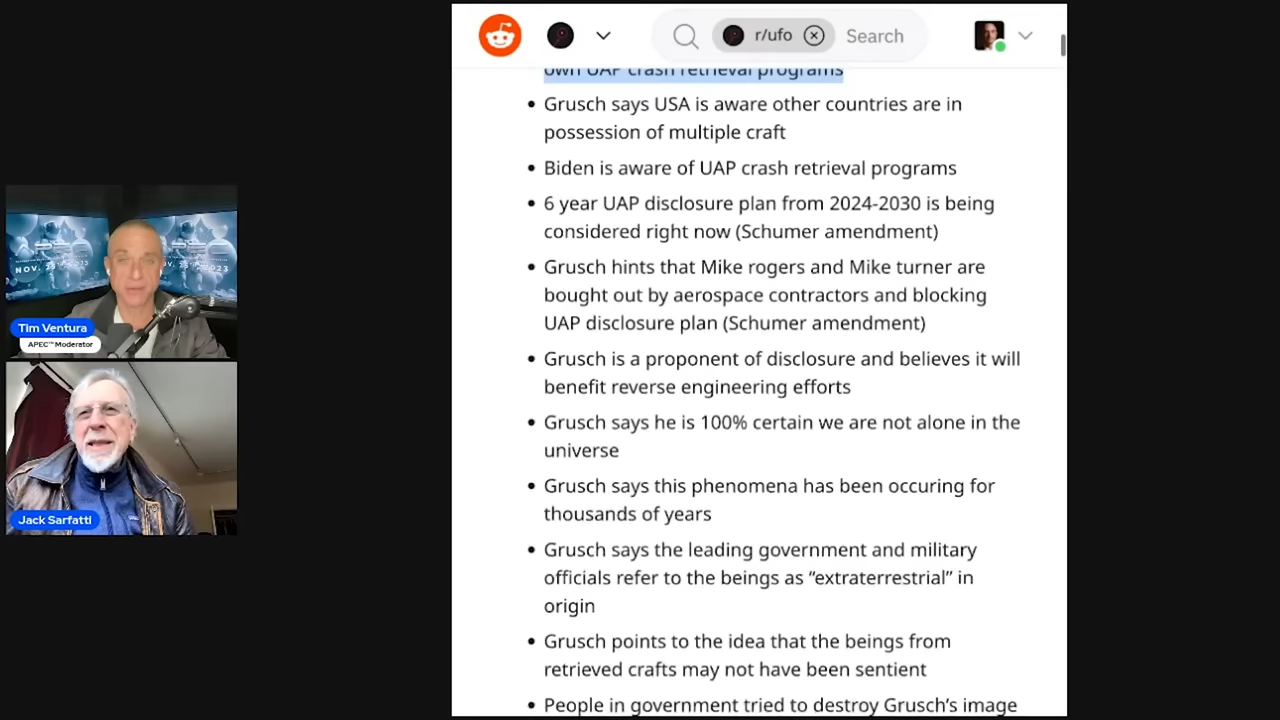 r/ufo
Search
own UAP crash retrieval programs
• Grusch says USA is aware other countries are in
possession of multiple craft
• Biden is aware of UAP crash retrieval programs
• 6 year UAP disclosure plan from 2024-2030 is being
considered right now (Schumer amendment)
• Grusch hints that Mike rogers and Mike turner are
bought out by aerospace contractors and blocking
UAP disclosure plan (Schumer amendment)
• Grusch is a proponent of disclosure and believes it will
benefit reverse engineering efforts
• Grusch says he is 100% certain we are not alone in the
universe
• Grusch says this phenomena has been occuring for
thousands of years
• Grusch says the leading government and military
officials refer to the beings as “extraterrestrial” in
origin
• Grusch points to the idea that the beings from
retrieved crafts may not have been sentient
• People in government tried to destroy Grusch’s image
Tim Ventura
APEC™ Moderator
Jack Sarfatti